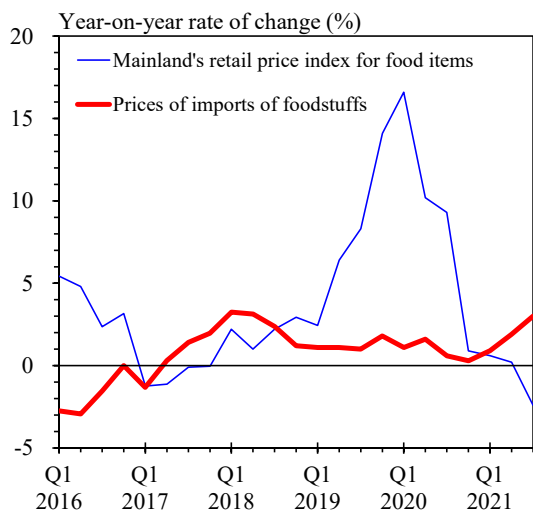 Year-on-year rate of change (%)
20
Mainland's retail price index for food items
Prices of imports of foodstuffs
15
10
5
0
-5
Q1 Q1 Q1 Q1 Q1 Q1
2016 2017 2018 2019 2020 2021